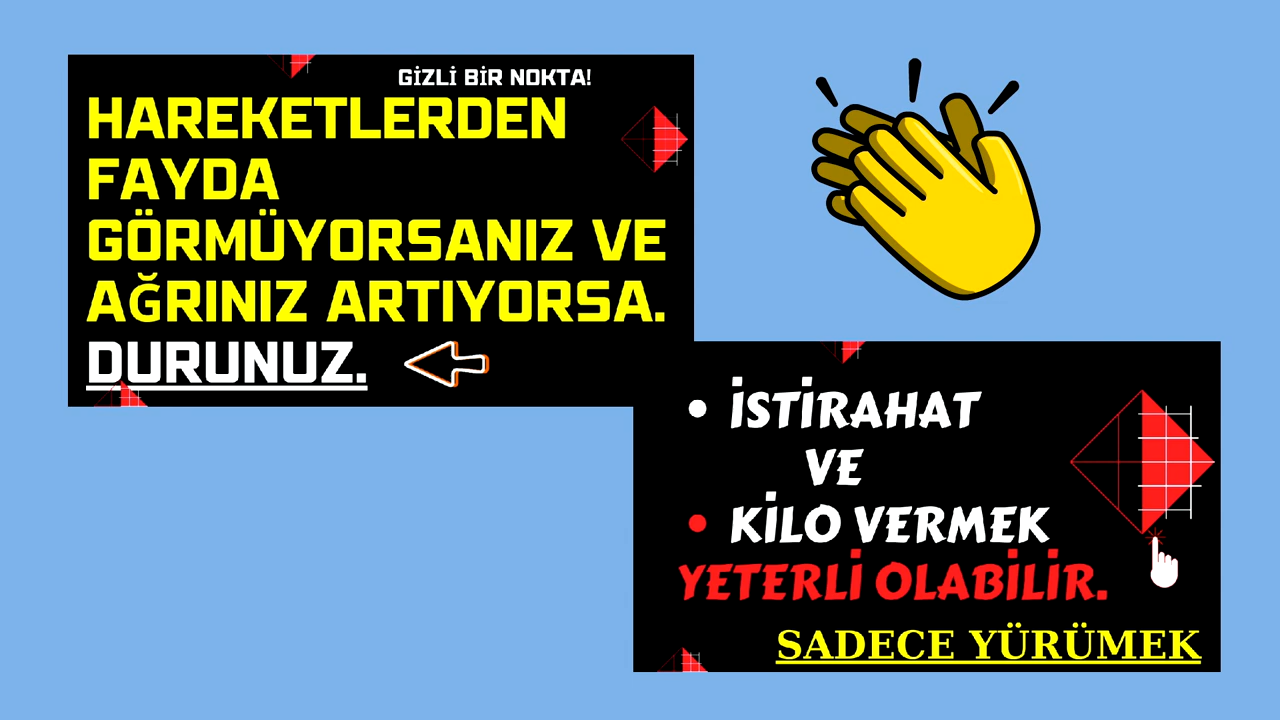 GİZLİ BİR NOKTA!
HAREKETLERDEN
FAYDA
GÖRMÜYORSANIZ VE
AĞRINIZ ARTIYORSA.
DURUNUZ.
• İSTİRAHAT
VE
• KİLO VERMEK
YETERLİ OLABİLİR.
SADECE YÜRÜMEK